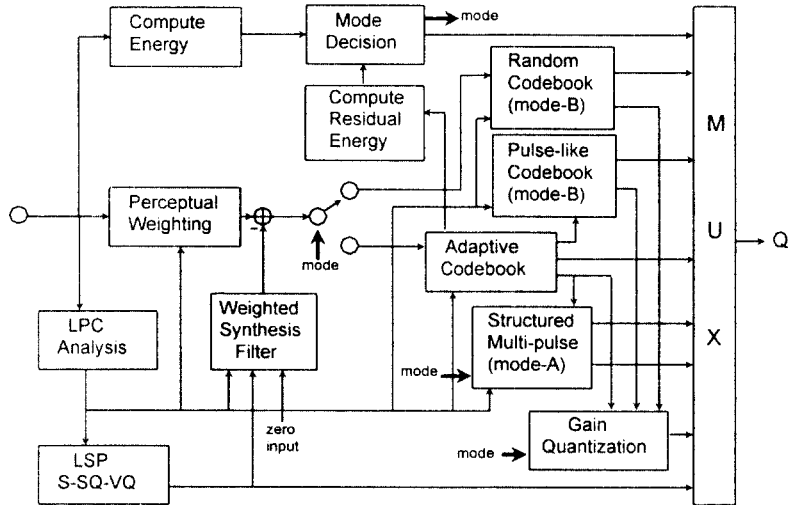 Compute
Energy
Mode
Decision
mode
Compute
Residual
Energy
Random
Codebook
(mode-B)
Pulse-like
Codebook
(mode-B)
M
U
X
Q
Perceptual
Weighting
-
mode
Adaptive
Codebook
LPC
Analysis
Weighted
Synthesis
Filter
Structured
Multi-pulse
(mode-A)
mode
zero
input
Gain
Quantization
mode
LSP
S-SQ-VQ